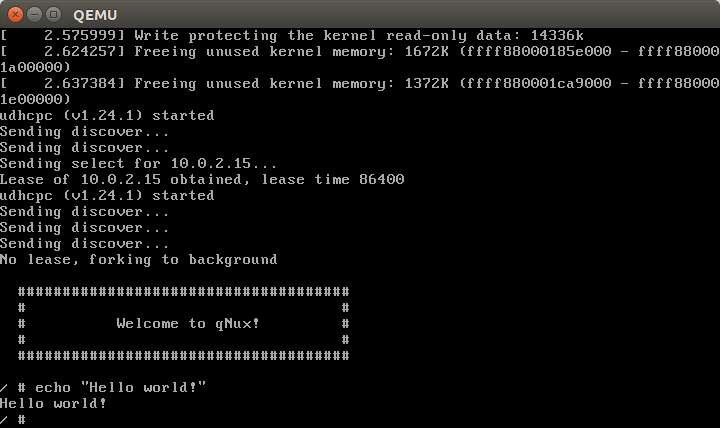 QEMU
[    2.575999] Write protecting the kernel read-only data: 14336k
[    2.624257] Freeing unused kernel memory: 1672K (ffff88000185e000 - ffff88000
1a00000)
[    2.637384] Freeing unused kernel memory: 1372K (ffff880001ca9000 - ffff88000
1e00000)
udhcpc (v1.24.1) started
Sending discover...
Sending discover...
Sending select for 10.0.2.15...
Lease of 10.0.2.15 obtained, lease time 86400
udhcpc (v1.24.1) started
Sending discover...
Sending discover...
Sending discover...
No lease, forking to background
  #####################################
  #                                   #
  #          Welcome to qNux!         #
  #                                   #
  #####################################
/ # echo "Hello world!"
Hello world!
/ #